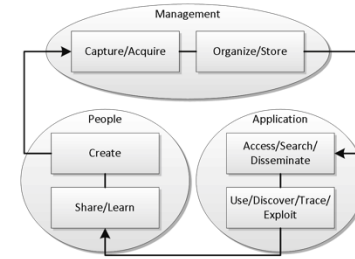 Management
Capture/Acquire
Organize/Store
People
Create
Share/Learn
Application
Access/Search/
Disseminate
Use/Discover/Trace/
Exploit